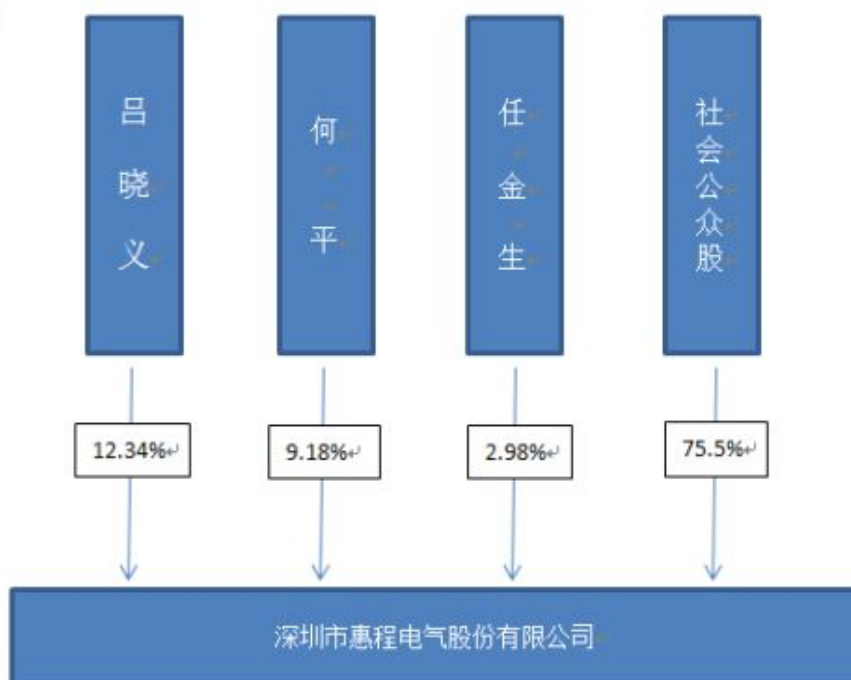 吕晓义
何平
任金生
社会公众股
12.34%
9.18%
2.98%
75.5%
深圳市惠程电气股份有限公司